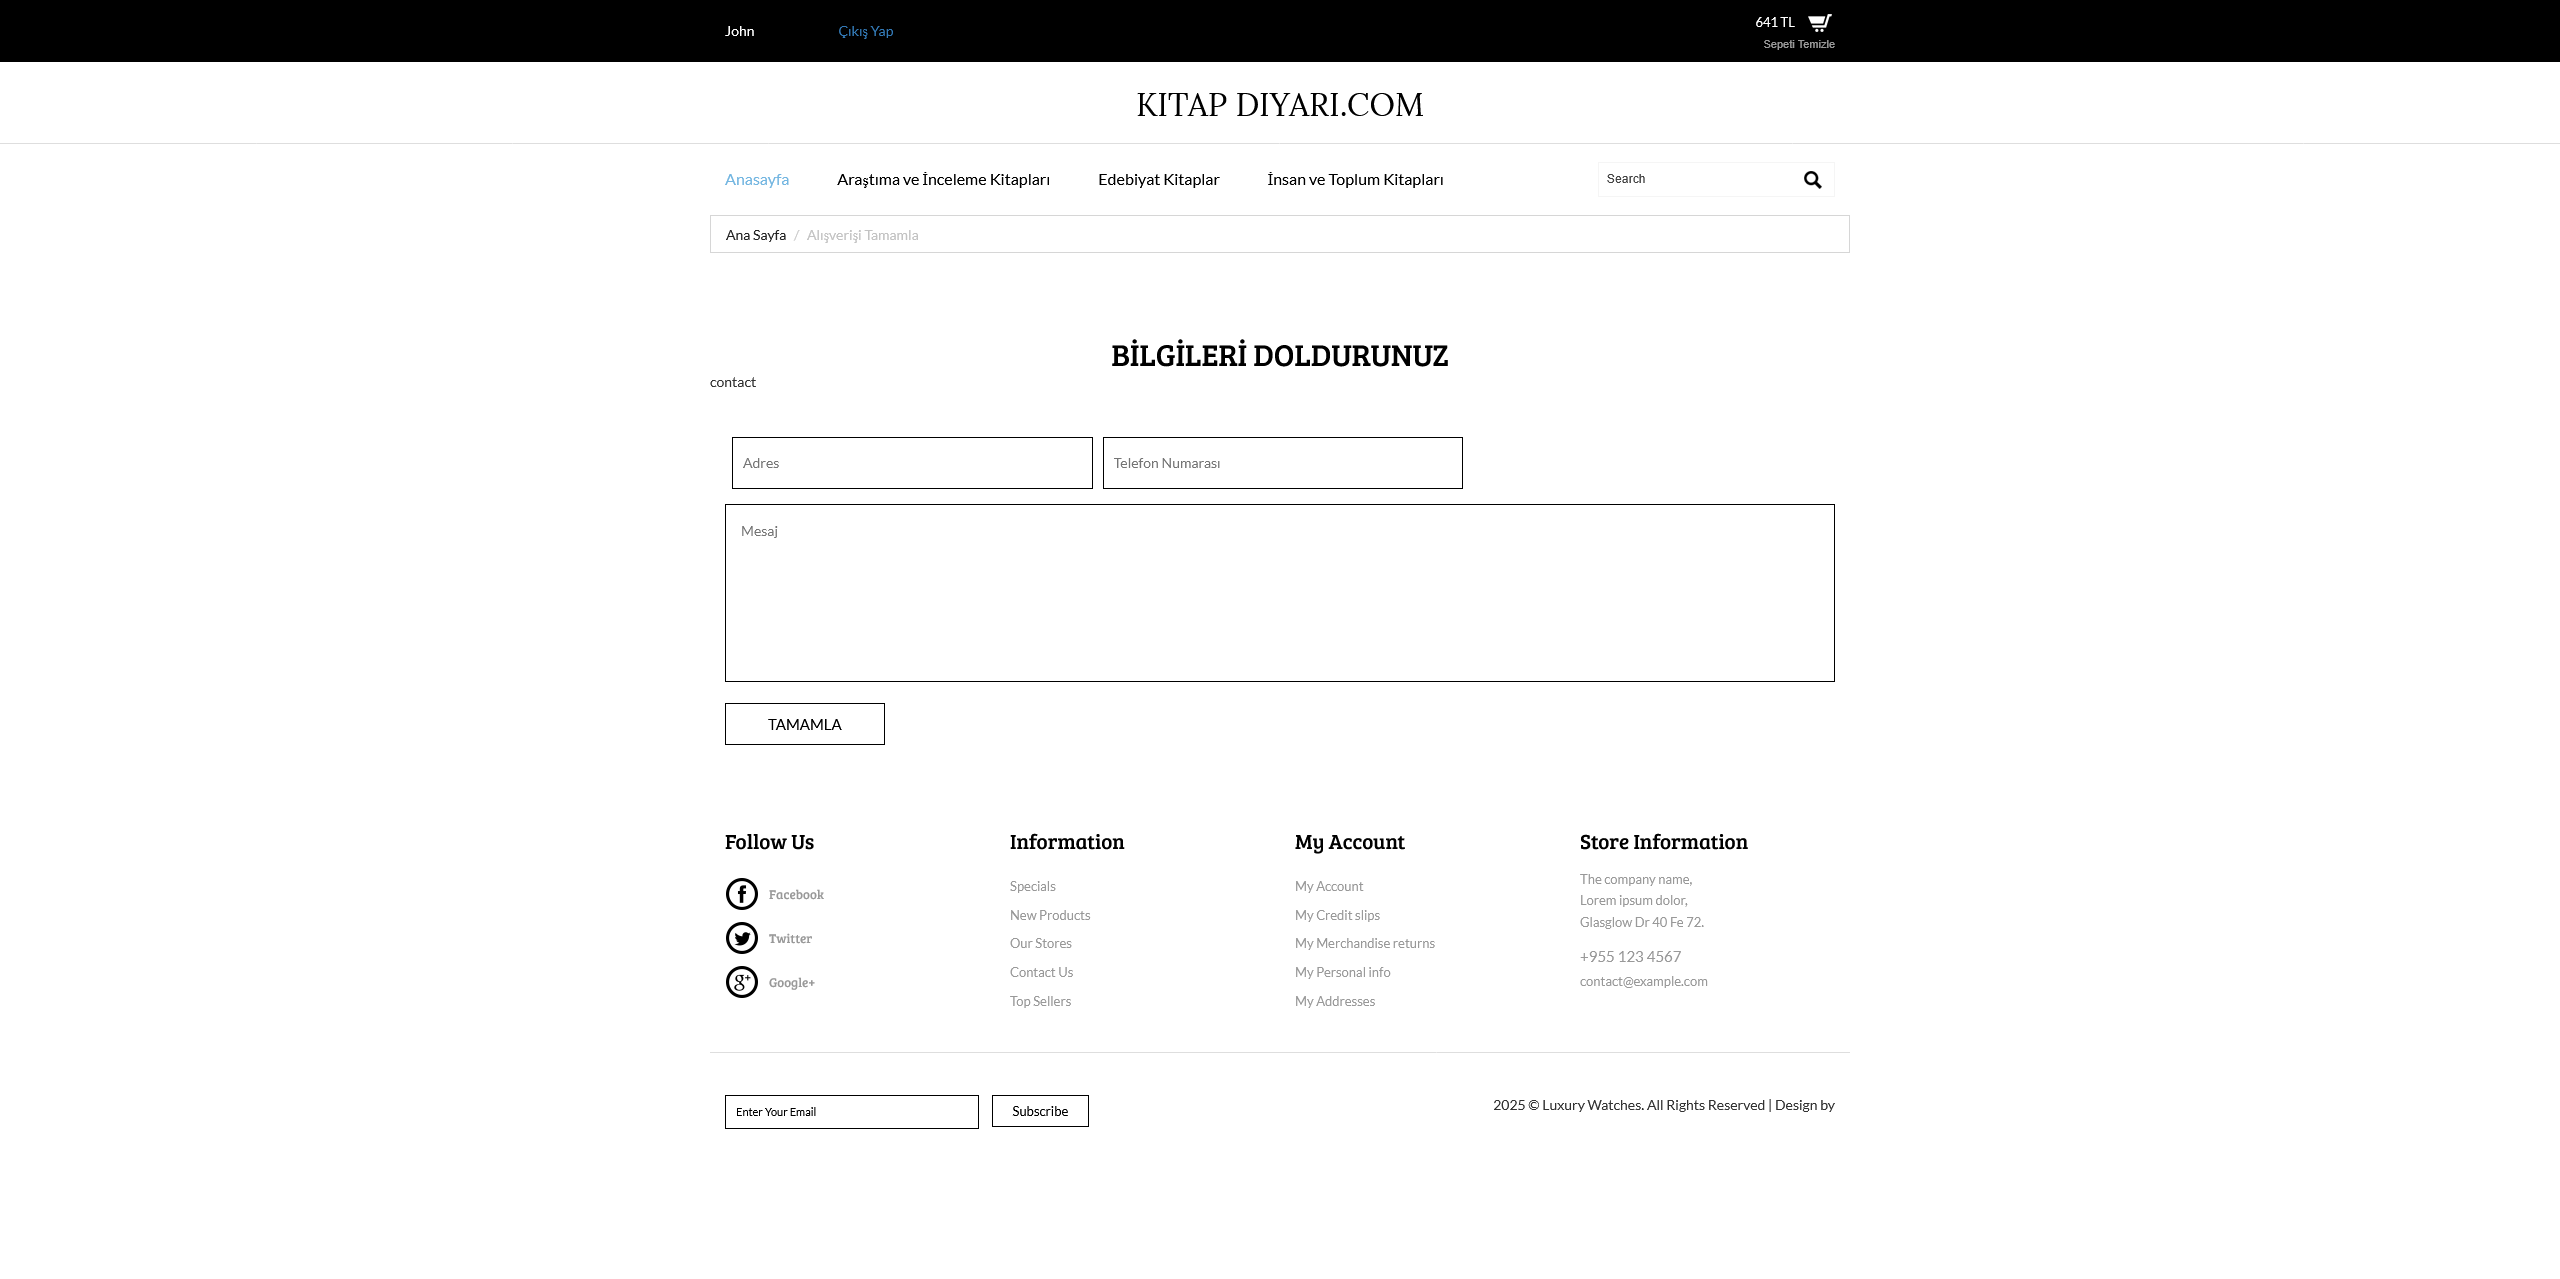 John
Çıkış Yap
641 TL
Sepeti Temizle
KITAP DIYARI.COM
Anasayfa
Araştıma ve İnceleme Kitapları
Edebiyat Kitaplar
İnsan ve Toplum Kitapları
Search
Ana Sayfa / Alışverişi Tamamla
BİLGİLERİ DOLDURUNUZ
contact
Adres
Telefon Numarası
Mesaj
TAMAMLA
Follow Us
Facebook
Twitter
Google+
Information
Specials
New Products
Our Stores
Contact Us
Top Sellers
My Account
My Account
My Credit slips
My Merchandise returns
My Personal info
My Addresses
Store Information
The company name,
Lorem ipsum dolor,
Glasglow Dr 40 Fe 72.
+955 123 4567
contact@example.com
Enter Your Email
Subscribe
2025 © Luxury Watches. All Rights Reserved | Design by